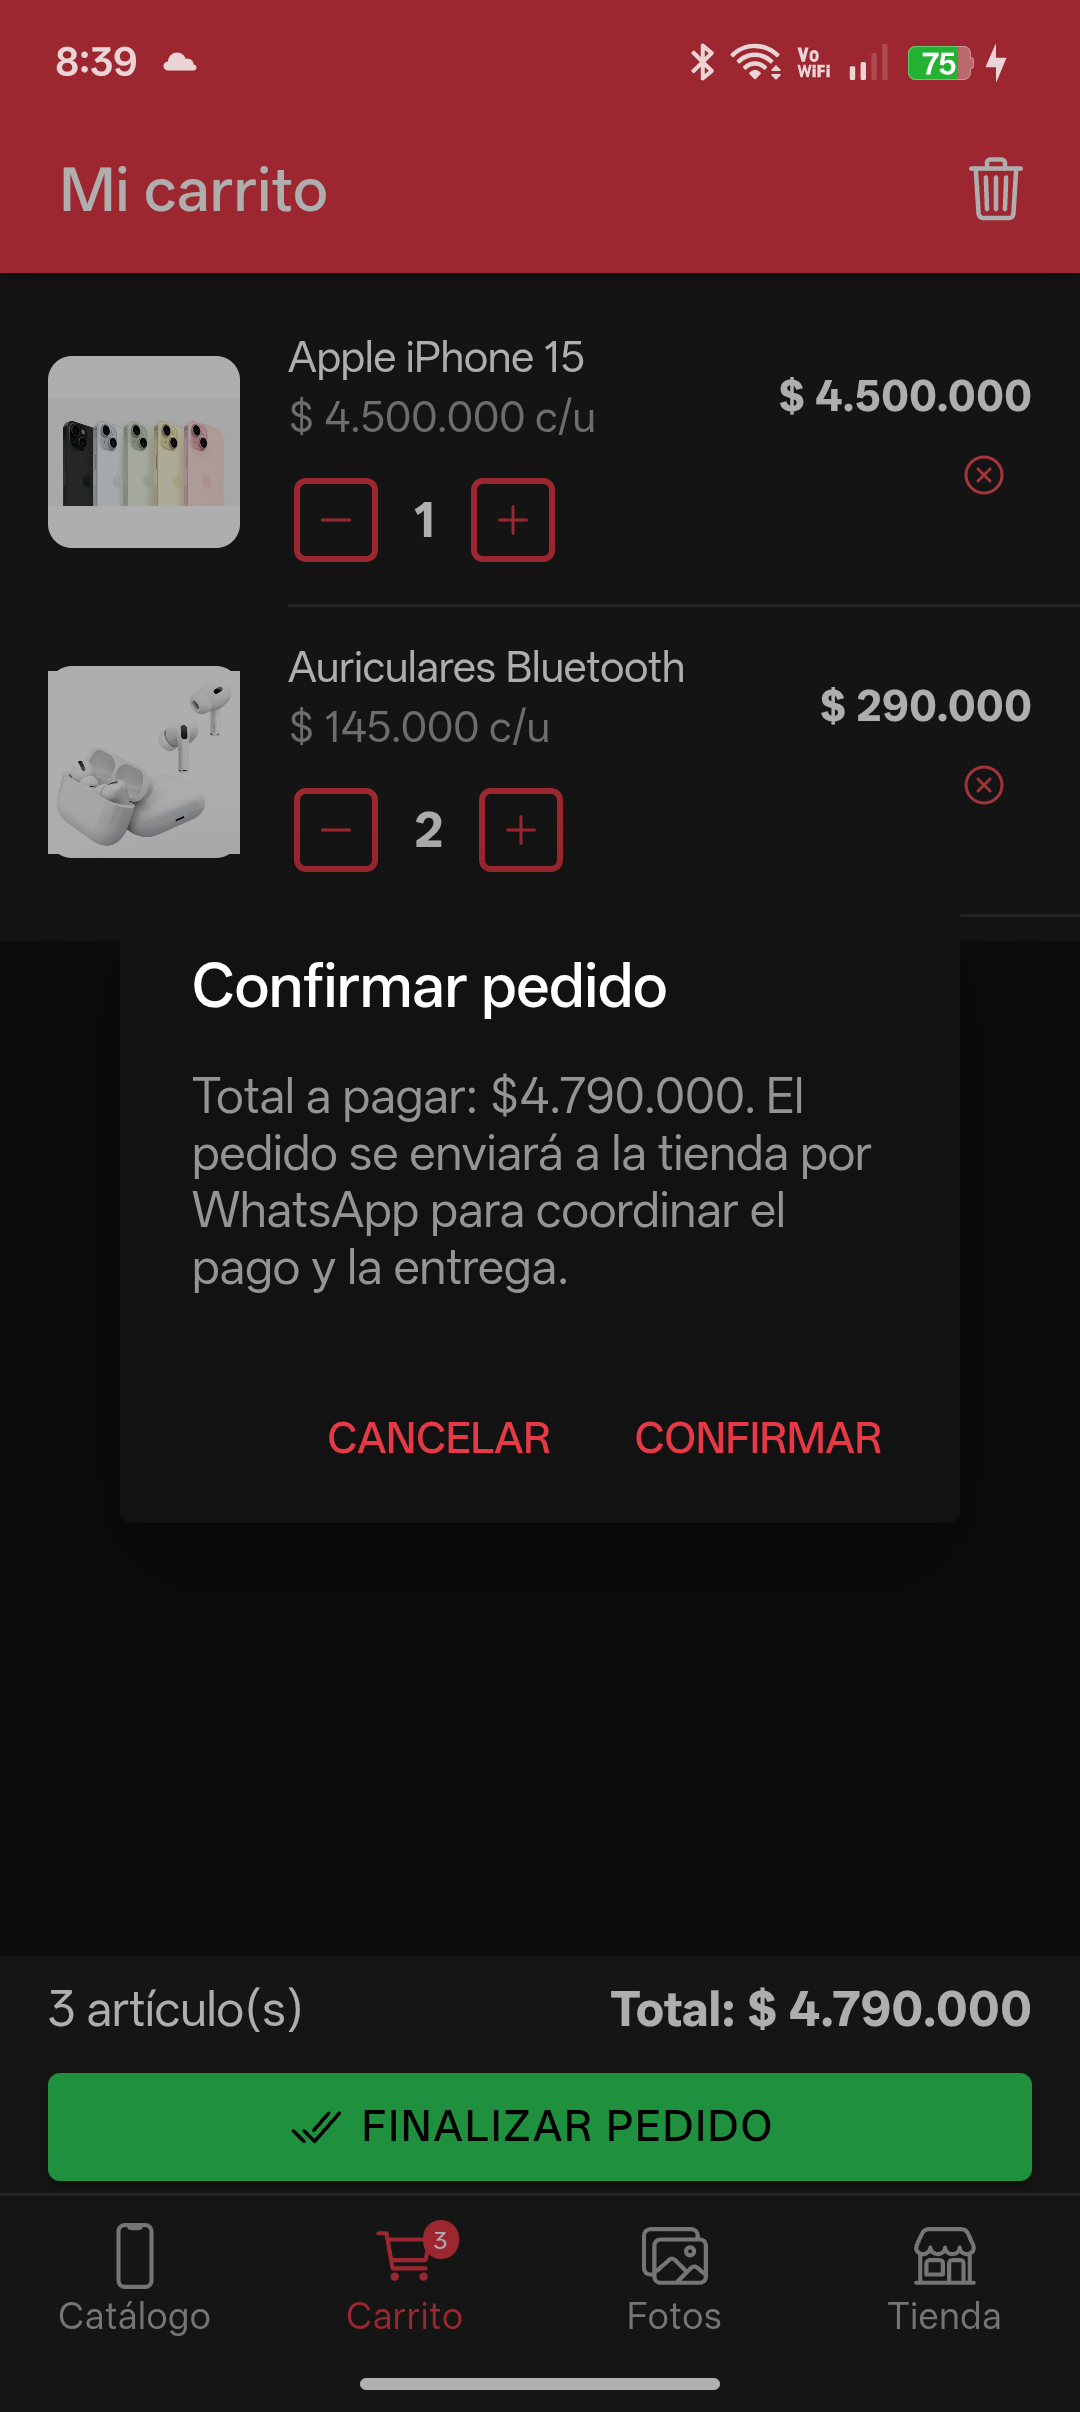 8:39
Vo
WiFi
75
Mi carrito
Apple iPhone 15
$ 4.500.000 c/u
$ 4.500.000
1
Auriculares Bluetooth
$ 145.000 c/u
$ 290.000
2
Confirmar pedido
Total a pagar: $4.790.000. El
pedido se enviará a la tienda por
WhatsApp para coordinar el
pago y la entrega.
CANCELAR CONFIRMAR
3 artículo(s) Total: $ 4.790.000
FINALIZAR PEDIDO
3
Catálogo Carrito Fotos Tienda